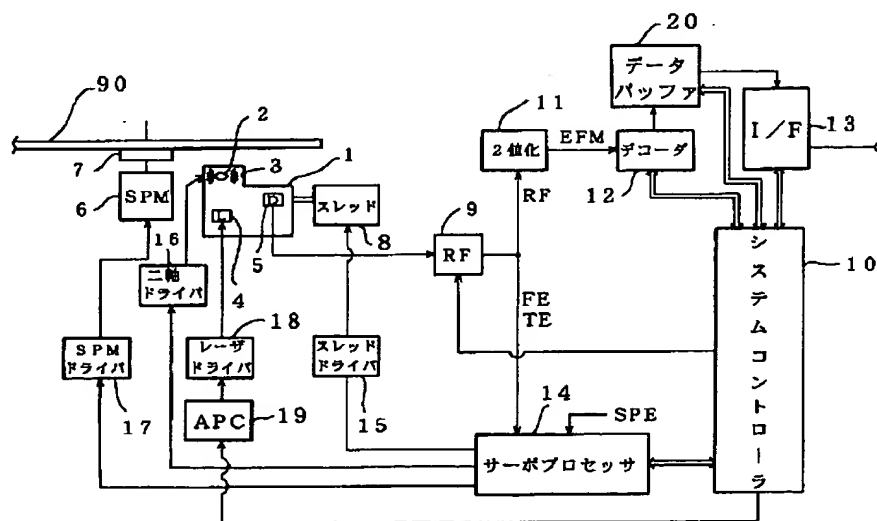 20
データ
バッファ
90
11
2
1
3
2値化
EFM
デコーダ
I/F
13
7
12
6
SPM
スレッド
9
RF
RF
8
16
二軸
ドライバ
4
5
システムコントローラ
10
FE
TE
18
SPM
ドライバ
レーザ
ドライバ
スレッド
ドライバ
17
APC
19
15
14
SPE
サーボプロセッサ
L
D